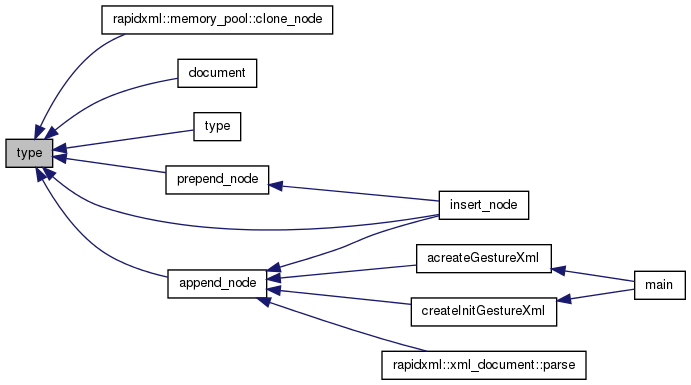 rapidxml::memory_pool::clone_node
document
type
type
prepend_node
insert_node
acreateGestureXml
append_node
main
createInitGestureXml
rapidxml::xml_document::parse